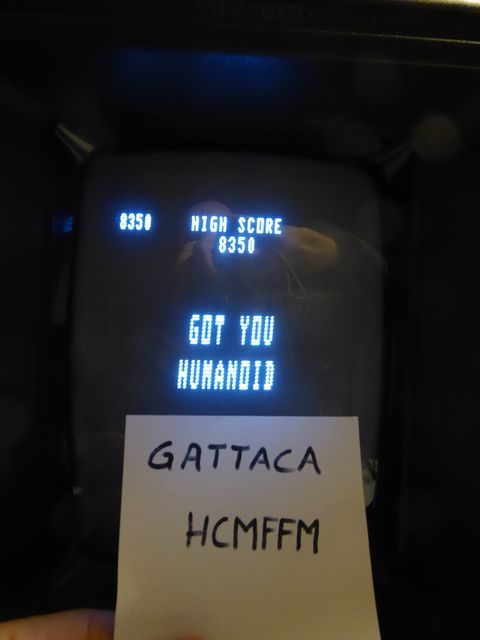 8350 HIGH SCORE
8350
GOT YOU
HUMANOID
GATTACA
HCMFFM